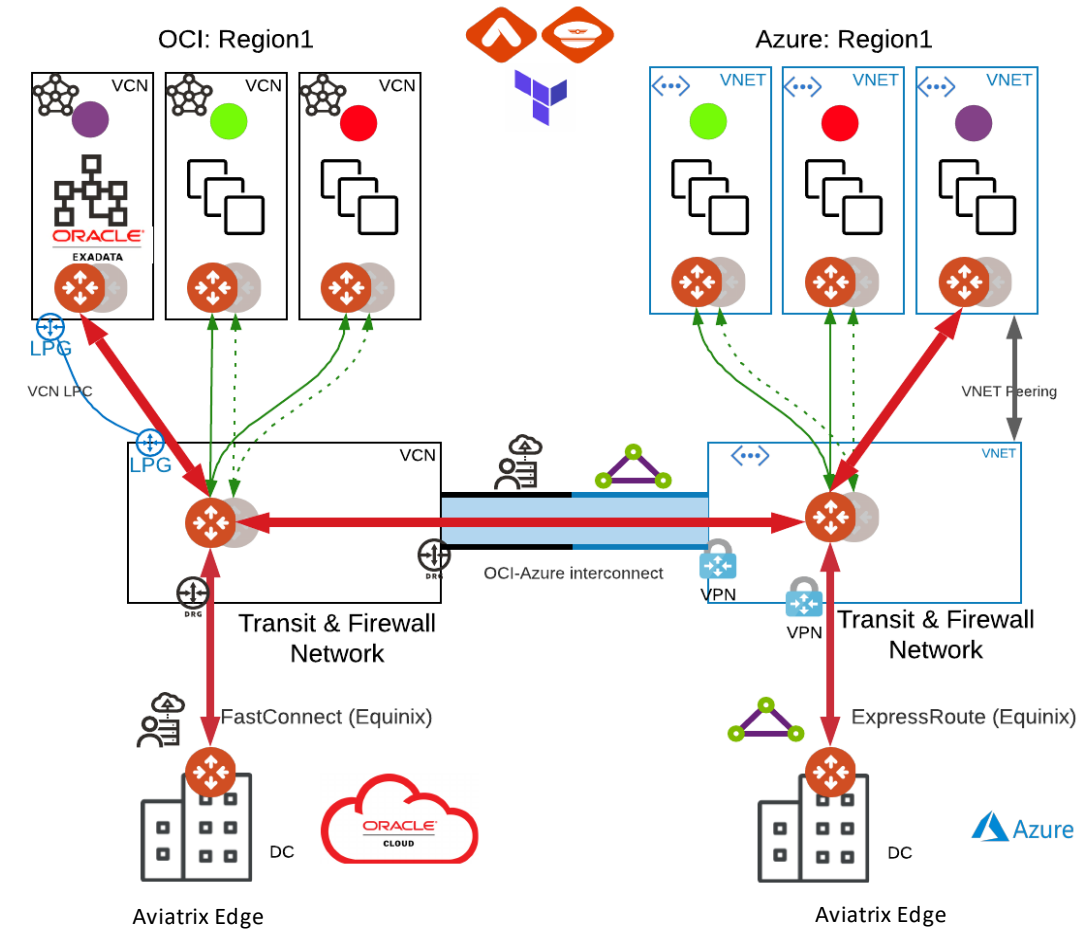 OCI: Region1
Azure: Region1
VCN
VCN
VCN
VNET
VNET
VNET
ORACLE
EXADATA
LPG
VCN LPC
VNET Peering
LPG
VCN
VNET
DRG
OCI-Azure interconnect
VPN
DRG
VPN
Transit & Firewall
Network
Transit & Firewall
Network
FastConnect (Equinix)
ExpressRoute (Equinix)
ORACLE
CLOUD
Azure
DC
DC
Aviatrix Edge
Aviatrix Edge